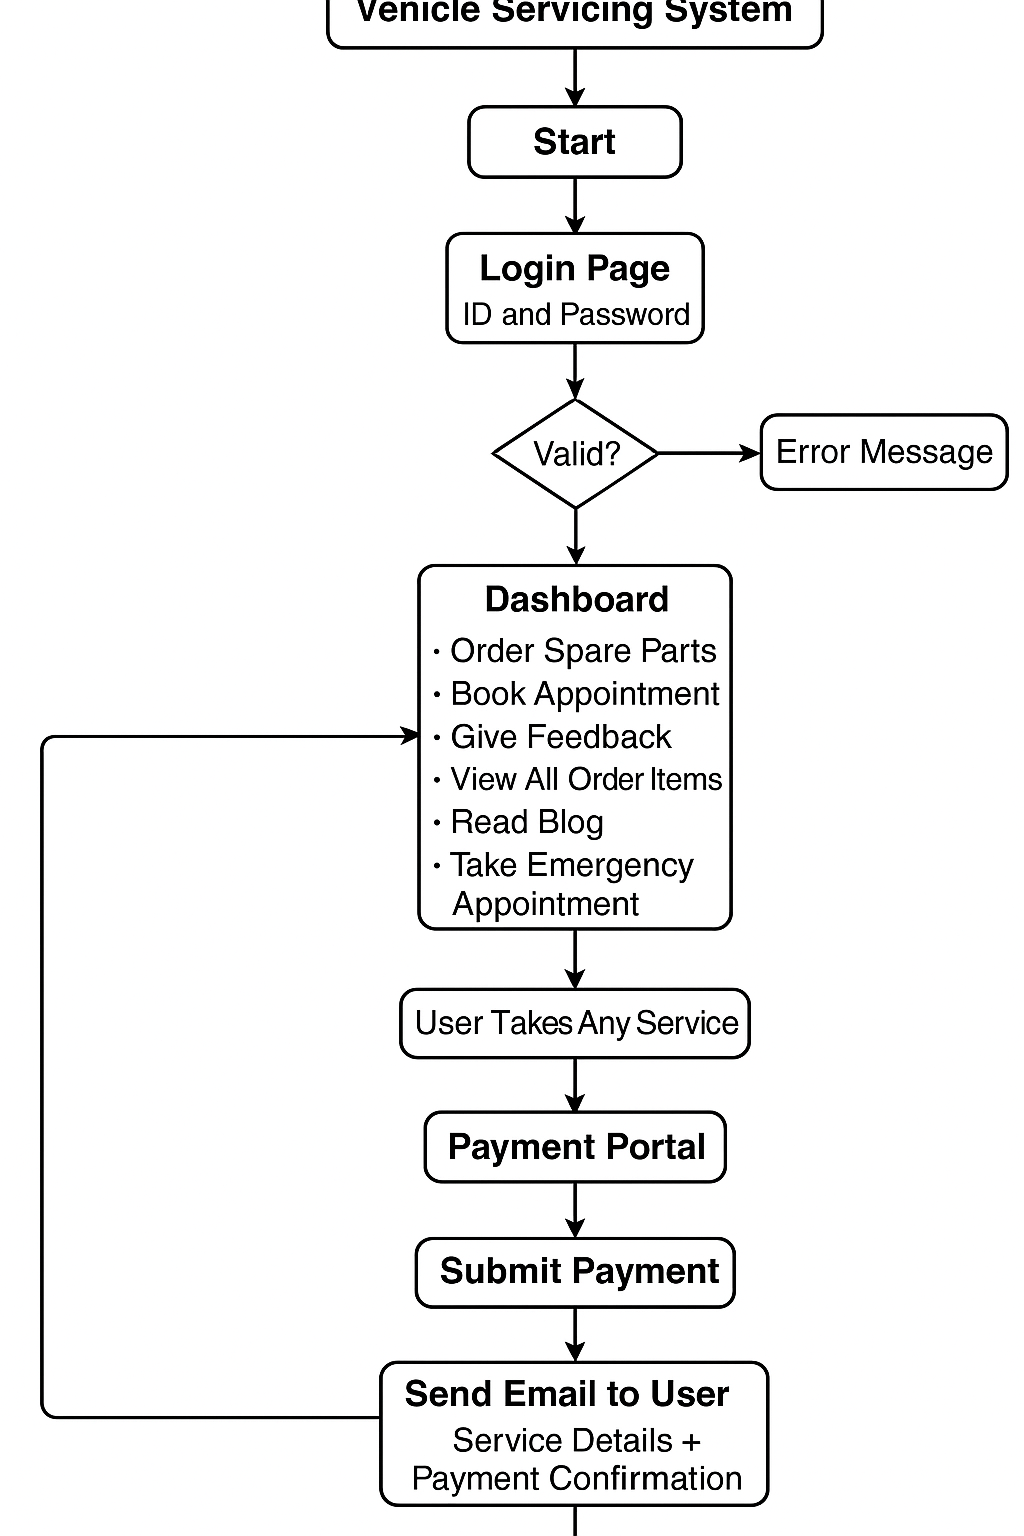 Vehicle Servicing System
Start
Login Page
ID and Password
Valid?
Error Message
Dashboard
· Order Spare Parts
· Book Appointment
· Give Feedback
· View All Order Items
· Read Blog
· Take Emergency
Appointment
User Takes Any Service
Payment Portal
Submit Payment
Send Email to User
Service Details +
Payment Confirmation